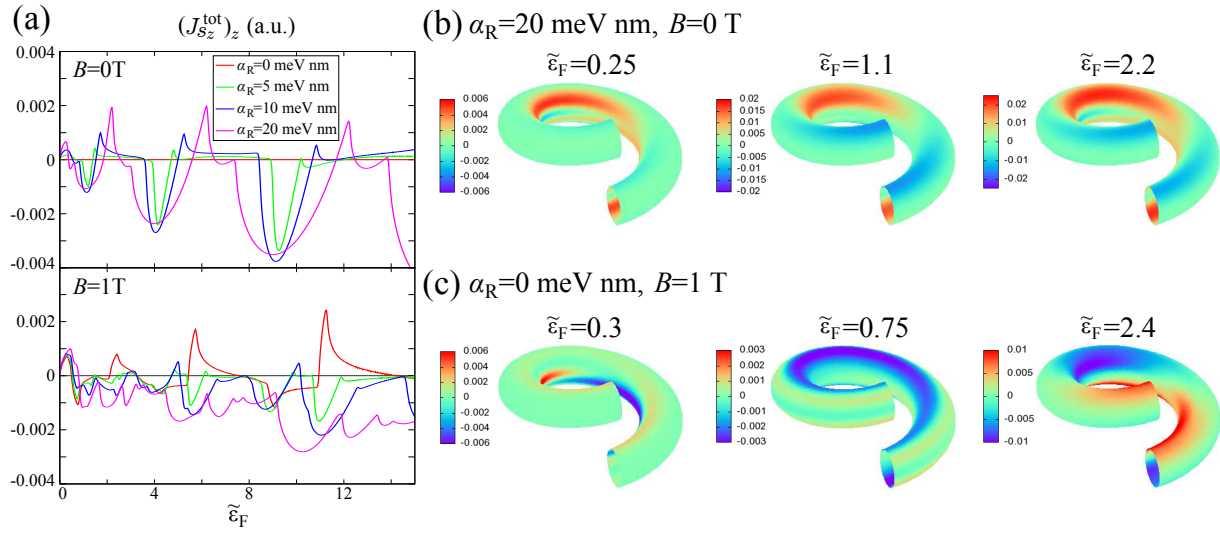 (a)
(J_{s_z}^{tot})_z (a.u.)
0.004
B=0T
0.002
0
-0.002
-0.004
α_R=0 meV nm
α_R=5 meV nm
α_R=10 meV nm
α_R=20 meV nm
B=1T
0.002
0
-0.002
-0.004
0 4 8 12
ε̃_F
(b) α_R=20 meV nm, B=0 T
ε̃_F=0.25
0.006
0.004
0.002
0
-0.002
-0.004
-0.006
ε̃_F=1.1
0.02
0.015
0.01
0.005
0
-0.005
-0.01
-0.015
-0.02
ε̃_F=2.2
0.02
0.01
0
-0.01
-0.02
(c) α_R=0 meV nm, B=1 T
ε̃_F=0.3
0.006
0.004
0.002
0
-0.002
-0.004
-0.006
ε̃_F=0.75
0.003
0.002
0.001
0
-0.001
-0.002
-0.003
ε̃_F=2.4
0.01
0.005
0
-0.005
-0.01